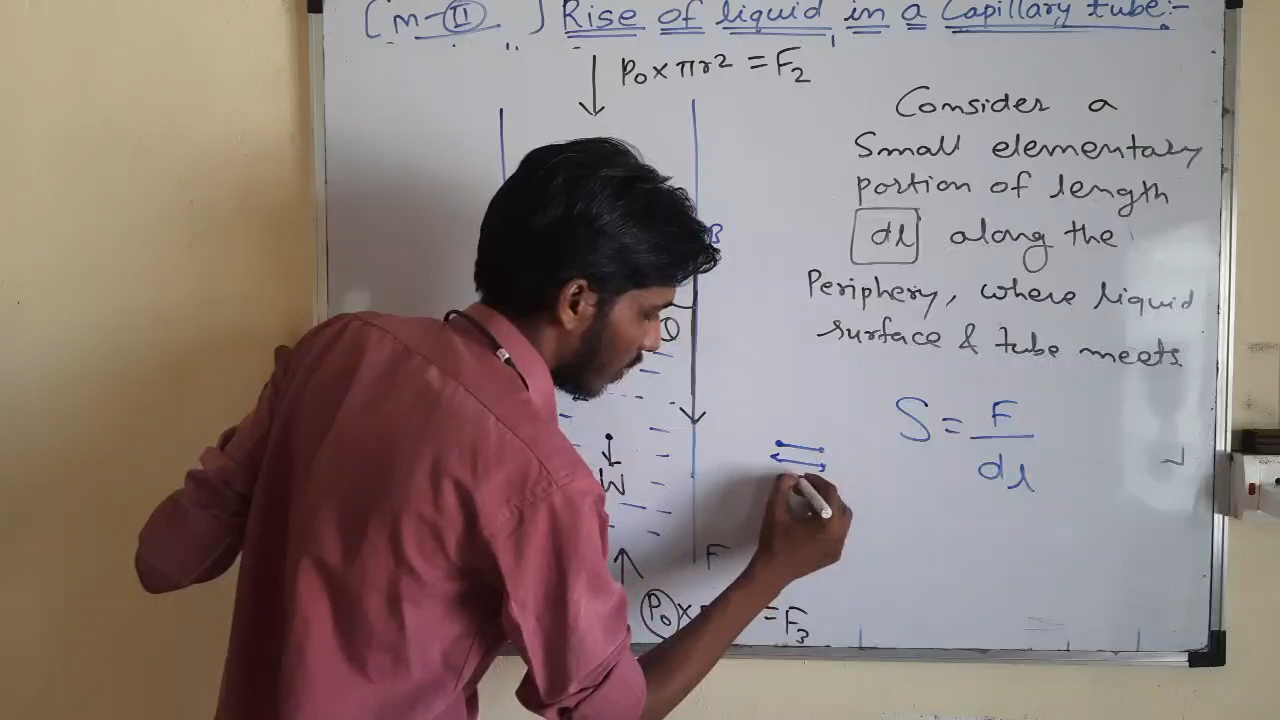 [M-II ] Rise of liquid in a Capillary tube:-
P₀ × πr² = F₂
Consider a
Small elementary
portion of length
dl along the
Periphery, where liquid
surface & tube meets.
B
θ
S = F/dl
W
F
P₀ × = F₃